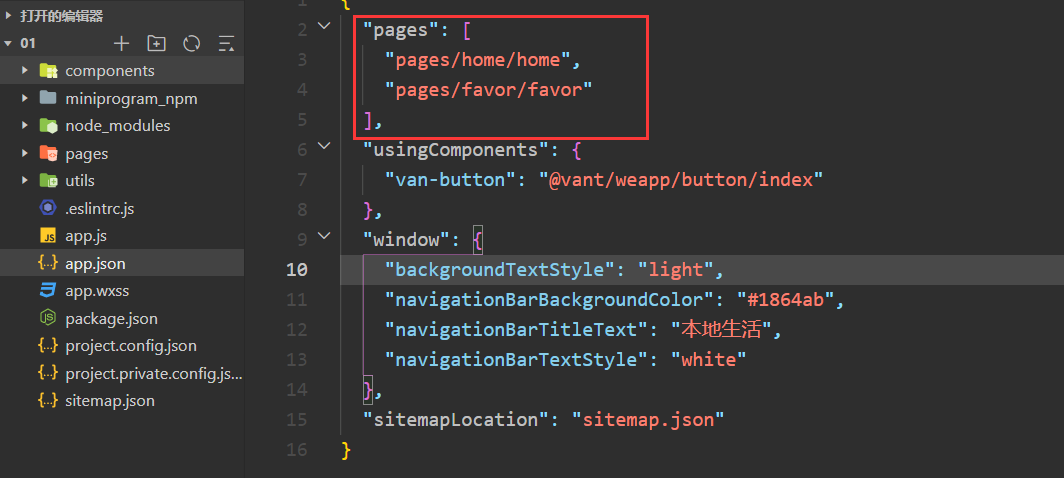 打开的编辑器
01
components
miniprogram_npm
node_modules
pages
utils
.eslintrc.js
app.js
app.json
app.wxss
package.json
project.config.json
project.private.config.js...
sitemap.json
1 {
2 "pages": [
3 "pages/home/home",
4 "pages/favor/favor"
5 ],
6 "usingComponents": {
7 "van-button": "@vant/weapp/button/index"
8 },
9 "window": {
10 "backgroundTextStyle": "light",
11 "navigationBarBackgroundColor": "#1864ab",
12 "navigationBarTitleText": "本地生活",
13 "navigationBarTextStyle": "white"
14 },
15 "sitemapLocation": "sitemap.json"
16 }